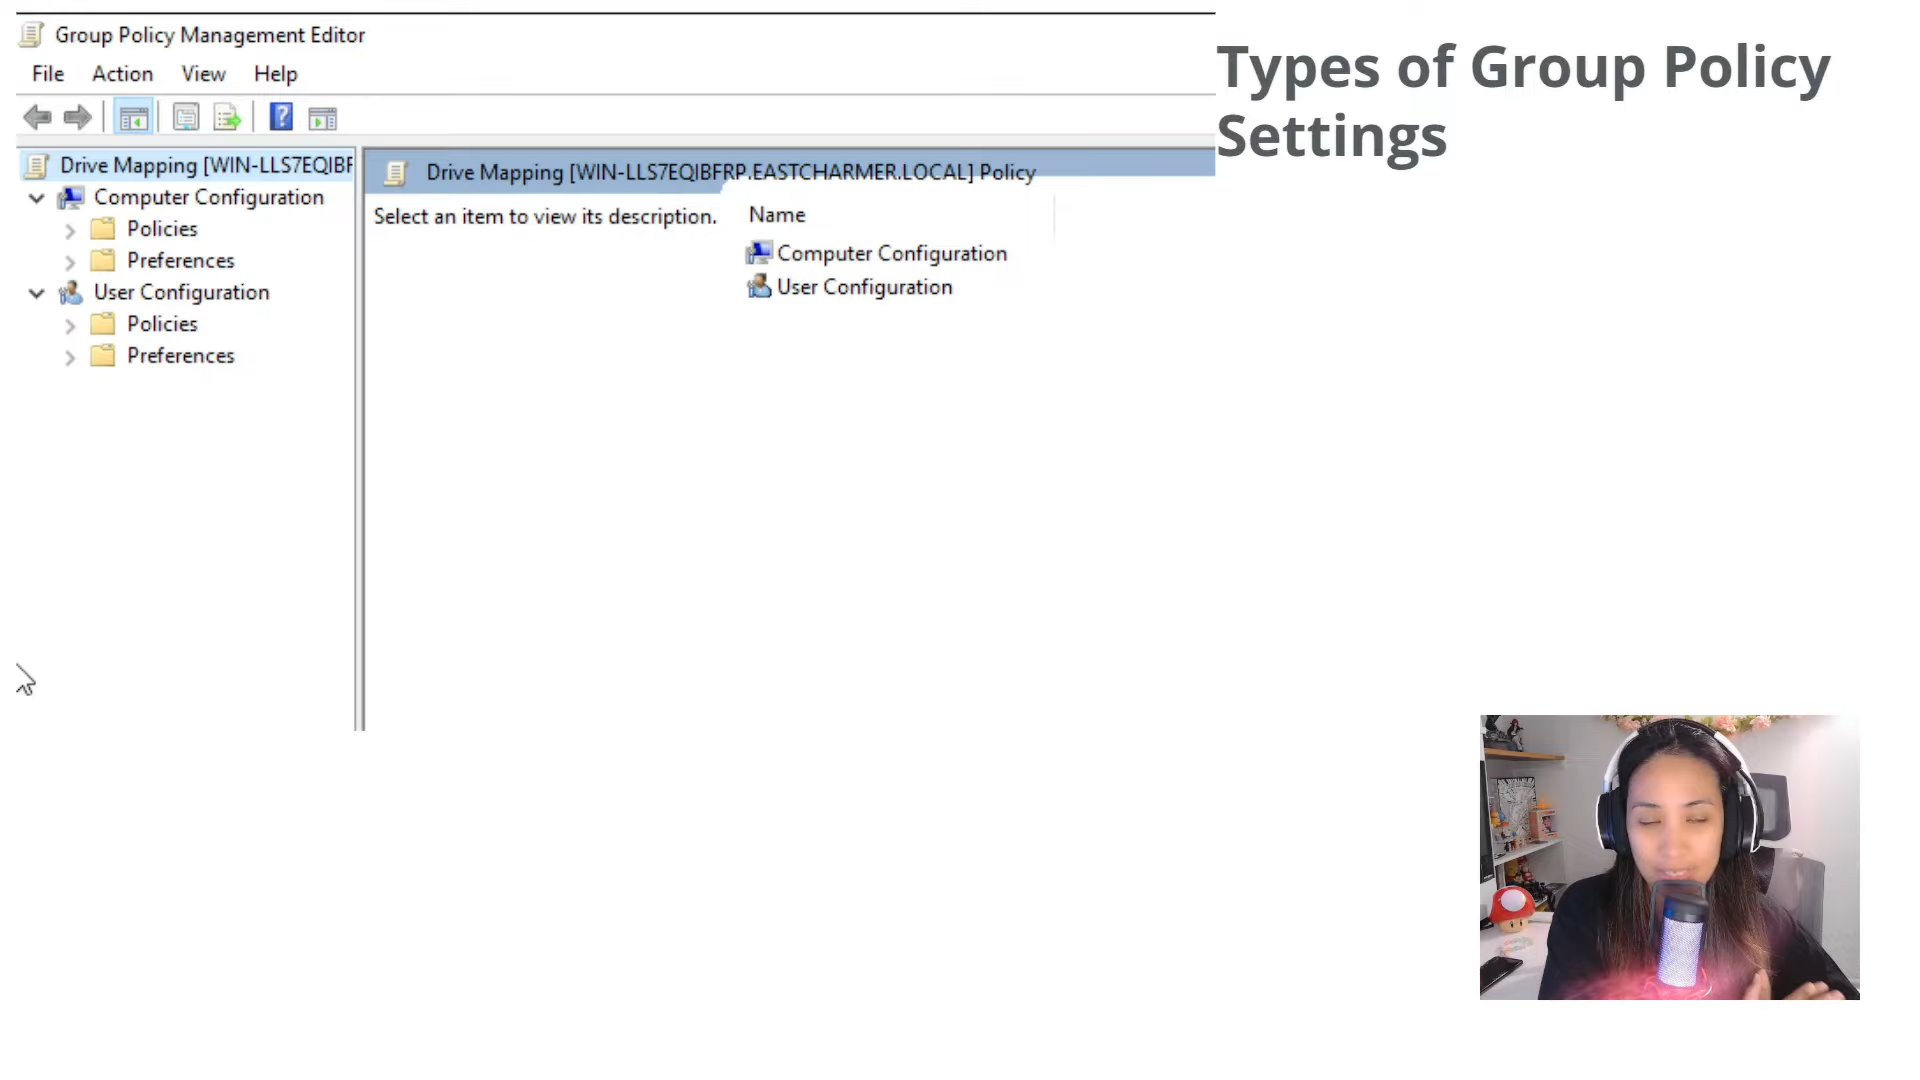 Group Policy Management Editor
File Action View Help
Drive Mapping [WIN-LLS7EQIBF
Computer Configuration
Policies
Preferences
User Configuration
Policies
Preferences
Drive Mapping [WIN-LLS7EQIBFRP.EASTCHARMER.LOCAL] Policy
Select an item to view its description.
Name
Computer Configuration
User Configuration
Types of Group Policy
Settings